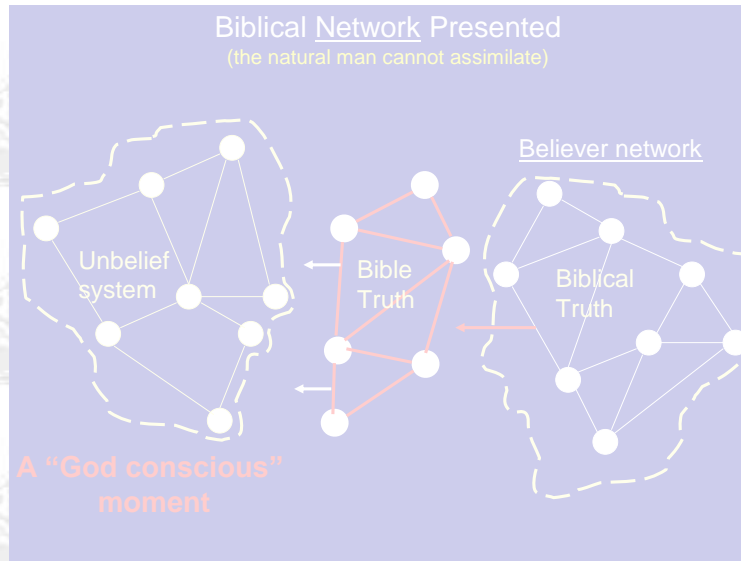 Biblical Network Presented
(the natural man cannot assimilate)
Believer network
Unbelief
system
Bible
Truth
Biblical
Truth
A “God conscious”
moment